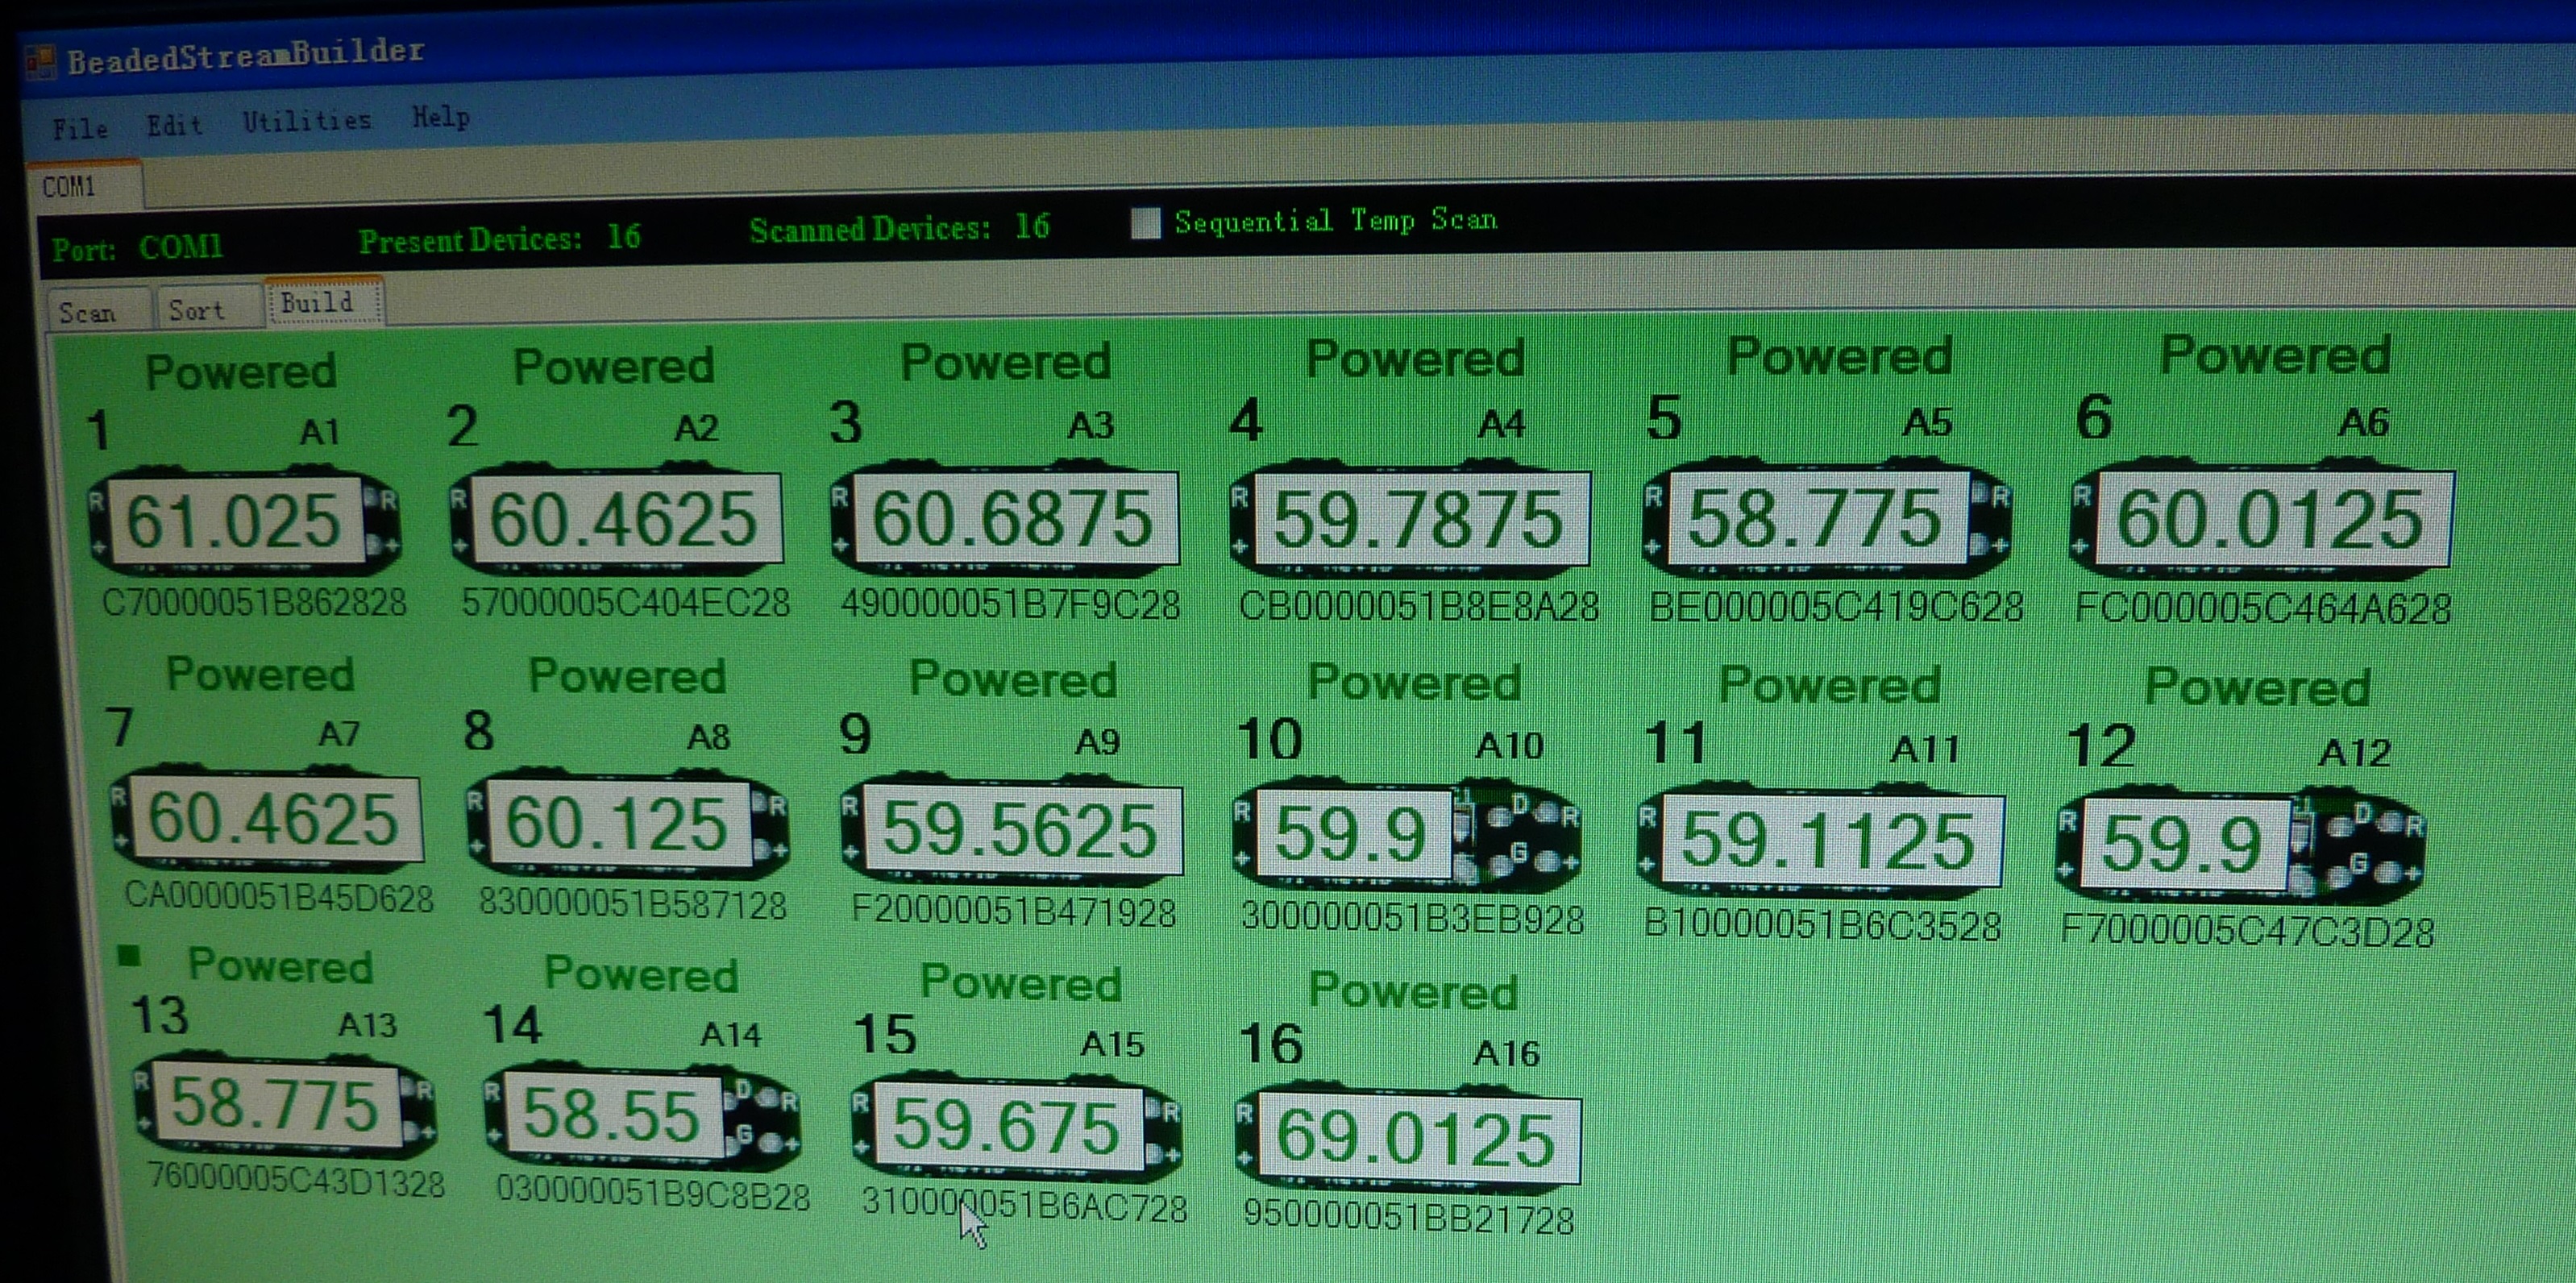 BeadedStreamBuilder
File Edit Utilities Help
COM1
Port: COM1 Present Devices: 16 Scanned Devices: 16 Sequential Temp Scan
Scan Sort Build
Powered Powered Powered Powered Powered Powered
1 A1 2 A2 3 A3 4 A4 5 A5 6 A6
R 61.025 R R 60.4625 R 60.6875 R 59.7875 R 58.775 R R 60.0125
+ + + + + + + +
C70000051B862828 57000005C404EC28 490000051B7F9C28 CB0000051B8E8A28 BE000005C419C628 FC000005C464A628
Powered Powered Powered Powered Powered Powered
7 A7 8 A8 9 A9 10 A10 11 A11 12 A12
R 60.4625 R 60.125 R R 59.5625 R 59.9 D R R 59.1125 R 59.9 D R
+ + + + + G + + + G +
CA0000051B45D628 830000051B587128 F20000051B471928 300000051B3EB928 B10000051B6C3528 F7000005C47C3D28
Powered Powered Powered Powered
13 A13 14 A14 15 A15 16 A16
R 58.775 R R 58.55 D R R 59.675 R R 69.0125
+ + + G + + + +
76000005C43D1328 030000051B9C8B28 310000051B6AC728 950000051BB21728